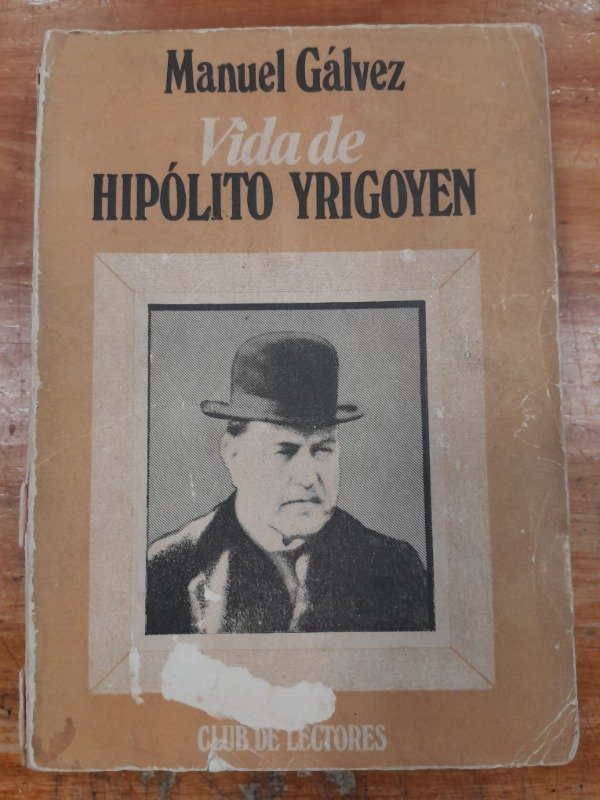 Manuel Gálvez
Vida de
HIPÓLITO YRIGOYEN
CLUB DE LECTORES